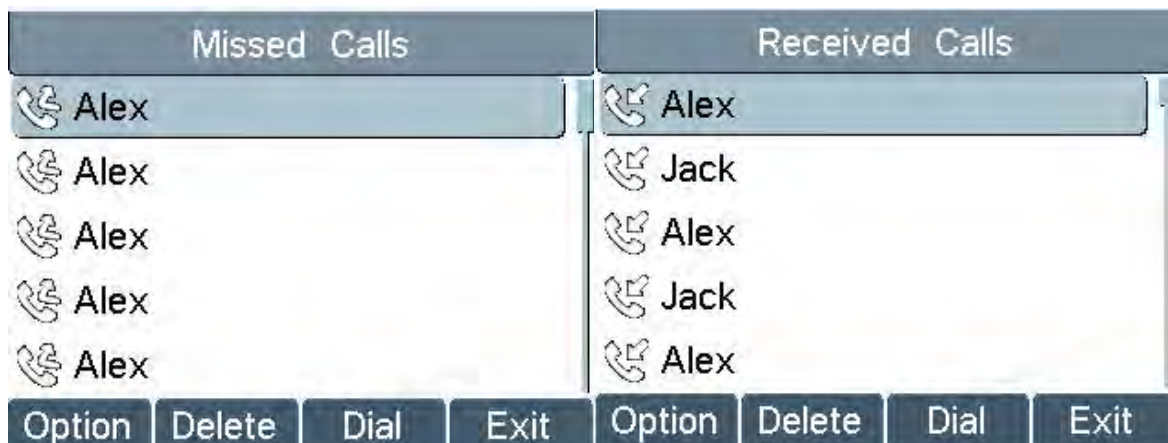 Missed Calls
Alex
Alex
Alex
Alex
Alex
Option Delete Dial Exit
Received Calls
Alex
Jack
Alex
Jack
Alex
Option Delete Dial Exit